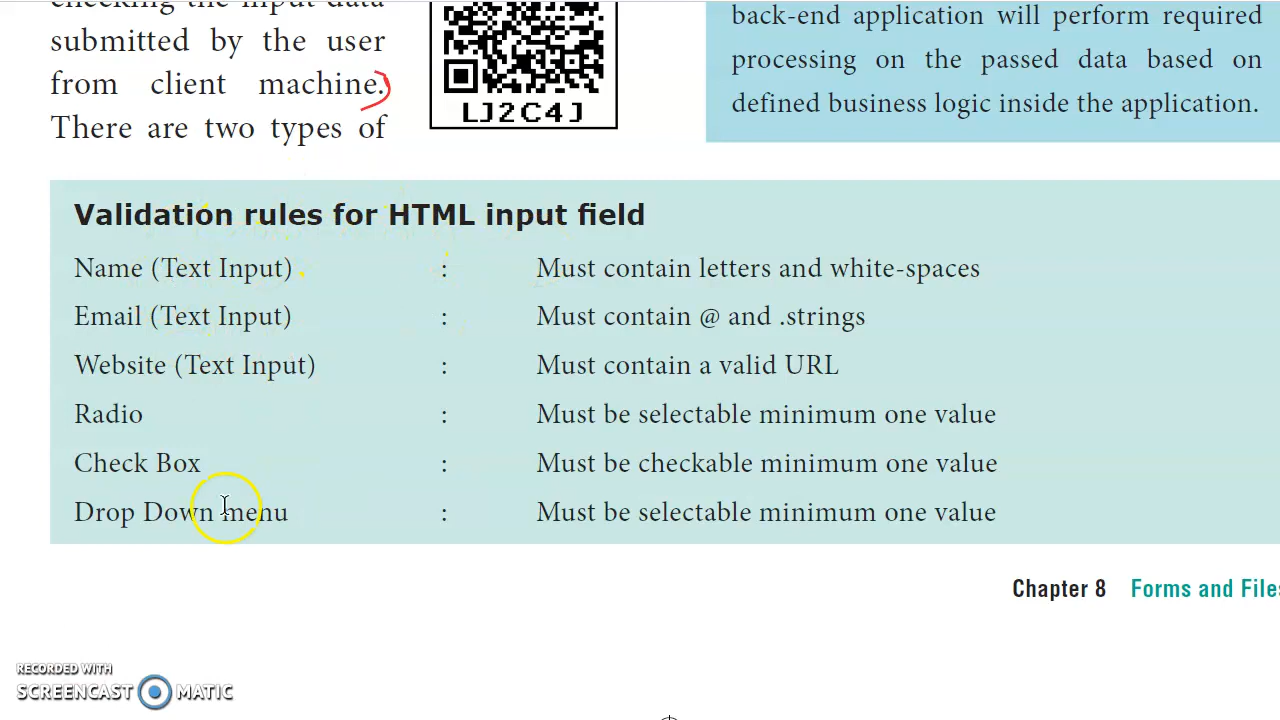 checking the input data
submitted by the user
from client machine.
There are two types of
LJ2C4J
back-end application will perform required
processing on the passed data based on
defined business logic inside the application.
Validation rules for HTML input field
Name (Text Input) : Must contain letters and white-spaces
Email (Text Input) : Must contain @ and .strings
Website (Text Input) : Must contain a valid URL
Radio : Must be selectable minimum one value
Check Box : Must be checkable minimum one value
Drop Down menu : Must be selectable minimum one value
Chapter 8 Forms and Files
RECORDED WITH
SCREENCAST MATIC